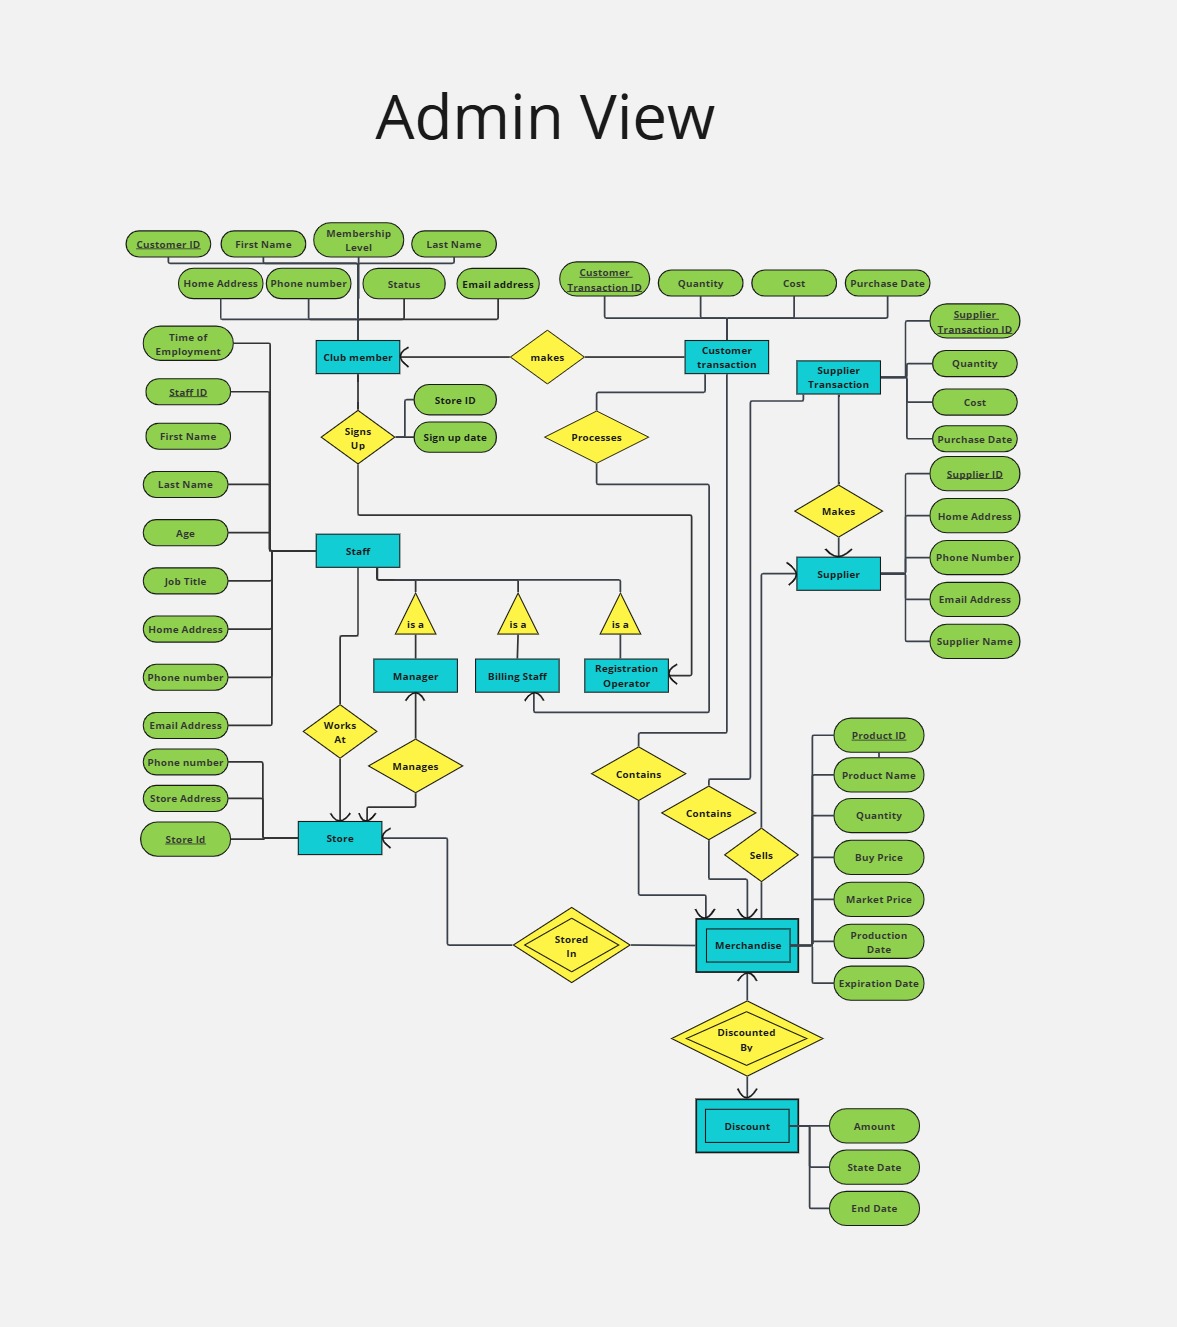 Admin View
Customer ID
First Name
Membership
Level
Last Name
Home Address
Phone number
Status
Email address
Customer
Transaction ID
Quantity
Cost
Purchase Date
Supplier
Transaction ID
Quantity
Cost
Purchase Date
Time of
Employment
Staff ID
First Name
Last Name
Age
Job Title
Home Address
Phone number
Email Address
Club member
makes
Customer
transaction
Supplier
Transaction
Signs
Up
Store ID
Sign up date
Processes
Makes
Supplier ID
Home Address
Phone Number
Email Address
Supplier Name
Supplier
Staff
is a
is a
is a
Manager
Billing Staff
Registration
Operator
Works
At
Manages
Contains
Contains
Sells
Phone number
Store Address
Store Id
Store
Product ID
Product Name
Quantity
Buy Price
Market Price
Production
Date
Expiration Date
Stored
In
Merchandise
Discounted
By
Discount
Amount
State Date
End Date